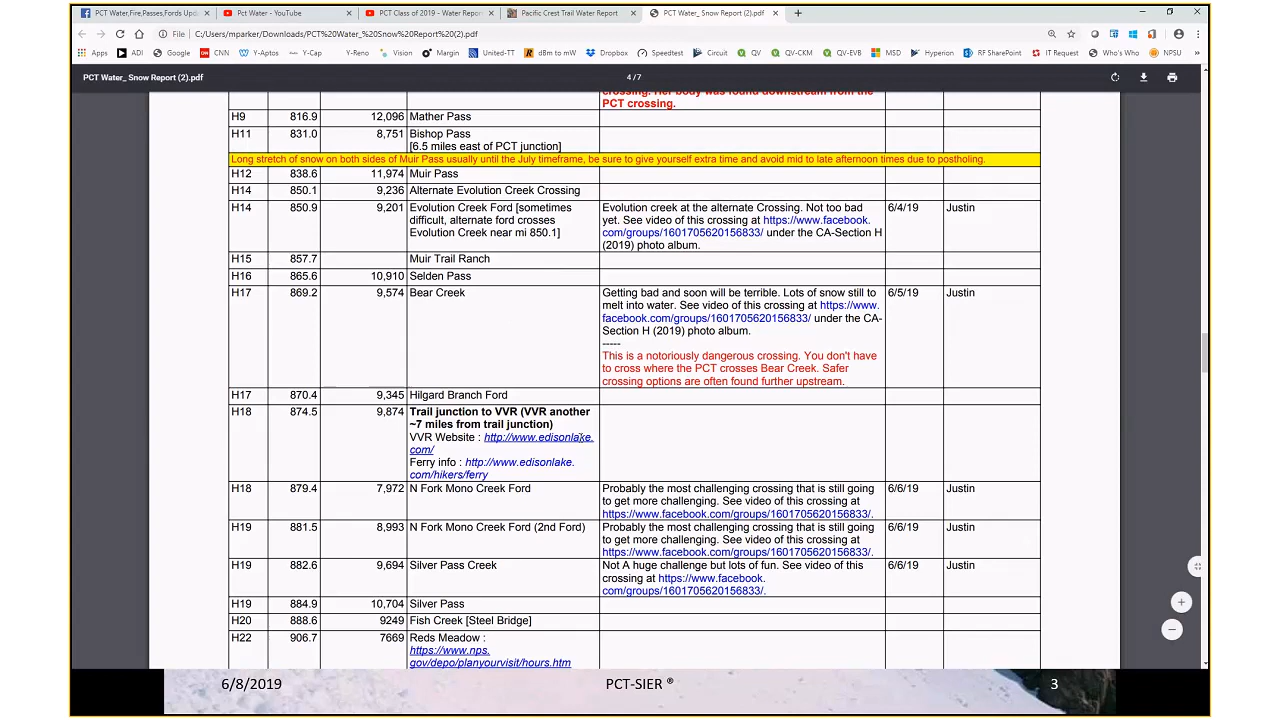 PCT Water,Fire,Passes,Fords Upd
Pct Water - YouTube
PCT Class of 2019 - Water Repor
Pacific Crest Trail Water Report
PCT Water_ Snow Report (2).pdf
File C:/Users/mparker/Downloads/PCT%20Water_%20Snow%20Report%20(2).pdf
Apps ADI Google CNN Y-Aptos Y-Cap Y-Reno Vision Margin United-TT dBm to mW Dropbox Speedtest Circuit QV QV-CKM QV-EVB MSD Hyperion RF SharePoint IT Request Who's Who NPSU
PCT Water_ Snow Report (2).pdf 4/7
crossing. Her body was found downstream from the
PCT crossing.
H9 816.9 12,096 Mather Pass
H11 831.0 8,751 Bishop Pass
[6.5 miles east of PCT junction]
Long stretch of snow on both sides of Muir Pass usually until the July timeframe, be sure to give yourself extra time and avoid mid to late afternoon times due to postholing.
H12 838.6 11,974 Muir Pass
H14 850.1 9,236 Alternate Evolution Creek Crossing
H14 850.9 9,201 Evolution Creek Ford [sometimes Evolution creek at the alternate Crossing. Not too bad 6/4/19 Justin
difficult, alternate ford crosses yet. See video of this crossing at https://www.facebook.
Evolution Creek near mi 850.1] com/groups/1601705620156833/ under the CA-Section H
(2019) photo album.
H15 857.7 Muir Trail Ranch
H16 865.6 10,910 Selden Pass
H17 869.2 9,574 Bear Creek Getting bad and soon will be terrible. Lots of snow still to 6/5/19 Justin
melt into water. See video of this crossing at https://www.
facebook.com/groups/1601705620156833/ under the CA-
Section H (2019) photo album.
-----
This is a notoriously dangerous crossing. You don't have
to cross where the PCT crosses Bear Creek. Safer
crossing options are often found further upstream.
H17 870.4 9,345 Hilgard Branch Ford
H18 874.5 9,874 Trail junction to VVR (VVR another
~7 miles from trail junction)
VVR Website : http://www.edisonlake.
com/
Ferry info : http://www.edisonlake.
com/hikers/ferry
H18 879.4 7,972 N Fork Mono Creek Ford Probably the most challenging crossing that is still going 6/6/19 Justin
to get more challenging. See video of this crossing at
https://www.facebook.com/groups/1601705620156833/.
H19 881.5 8,993 N Fork Mono Creek Ford (2nd Ford) Probably the most challenging crossing that is still going 6/6/19 Justin
to get more challenging. See video of this crossing at
https://www.facebook.com/groups/1601705620156833/.
H19 882.6 9,694 Silver Pass Creek Not A huge challenge but lots of fun. See video of this 6/6/19 Justin
crossing at https://www.facebook.
com/groups/1601705620156833/.
H19 884.9 10,704 Silver Pass
H20 888.6 9249 Fish Creek [Steel Bridge]
H22 906.7 7669 Reds Meadow :
https://www.nps.
gov/depo/planyourvisit/hours.htm
6/8/2019 PCT-SIER ® 3